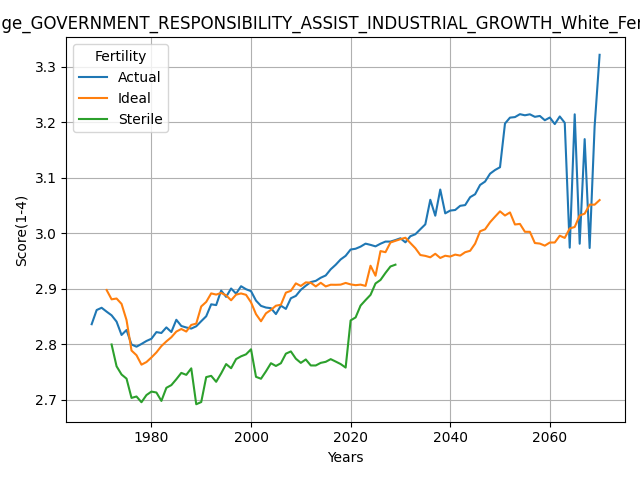 ge_GOVERNMENT_RESPONSIBILITY_ASSIST_INDUSTRIAL_GROWTH_White_Fer
Fertility
Actual
Ideal
Sterile
3.3
3.2
3.1
3.0
2.9
2.8
2.7
Score(1-4)
1980 2000 2020 2040 2060
Years